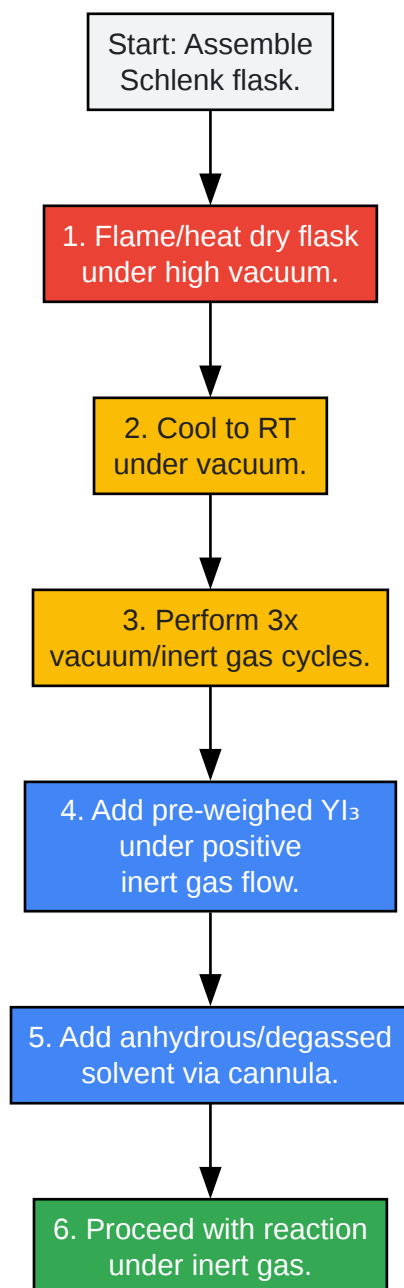 Start: Assemble
Schlenk flask.
1. Flame/heat dry flask
under high vacuum.
2. Cool to RT
under vacuum.
3. Perform 3x
vacuum/inert gas cycles.
4. Add pre-weighed YI₃
under positive
inert gas flow.
5. Add anhydrous/degassed
solvent via cannula.
6. Proceed with reaction
under inert gas.